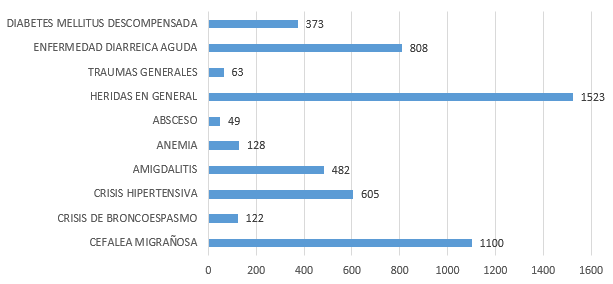 DIABETES MELLITUS DESCOMPENSADA 373
ENFERMEDAD DIARREICA AGUDA 808
TRAUMAS GENERALES 63
HERIDAS EN GENERAL 1523
ABSCESO 49
ANEMIA 128
AMIGDALITIS 482
CRISIS HIPERTENSIVA 605
CRISIS DE BRONCOESPASMO 122
CEFALEA MIGRAÑOSA 1100
0 200 400 600 800 1000 1200 1400 1600